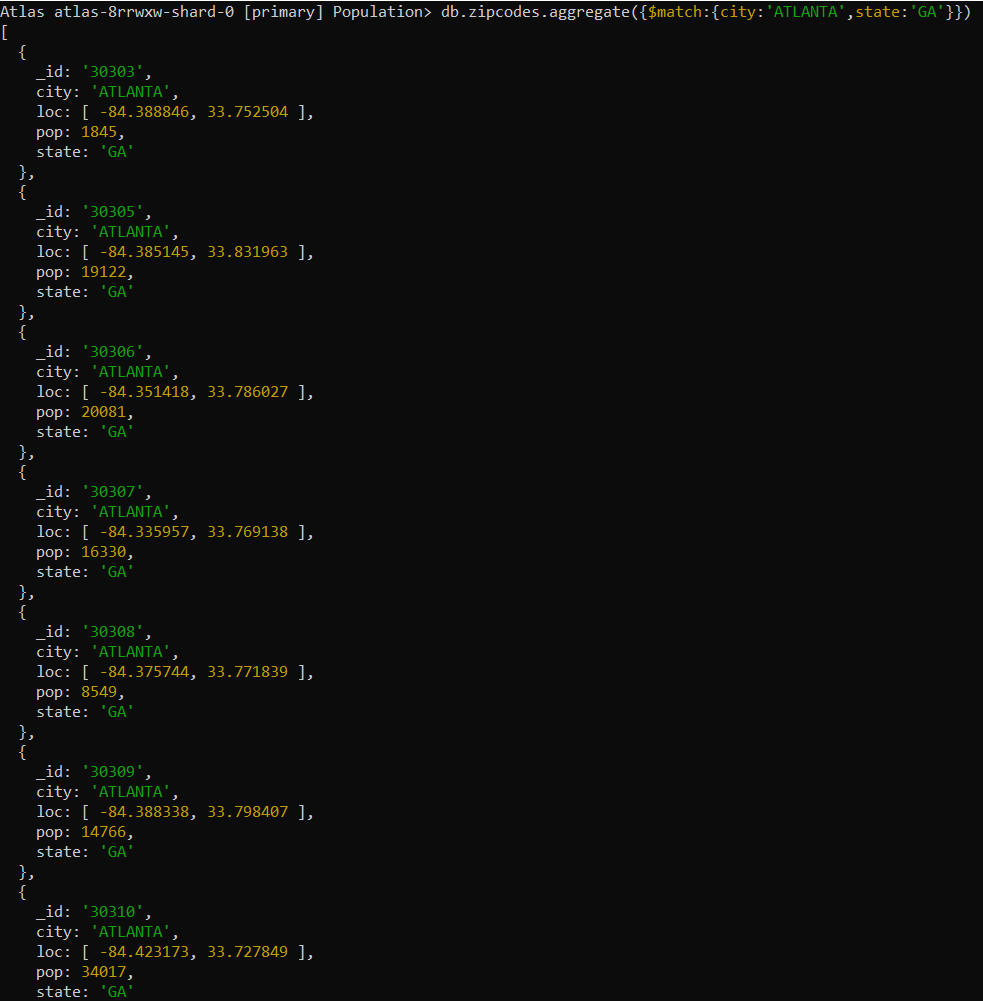 Atlas atlas-8rrwxw-shard-0 [primary] Population> db.zipcodes.aggregate({$match:{city:'ATLANTA',state:'GA'}})
[
  {
    _id: '30303',
    city: 'ATLANTA',
    loc: [ -84.388846, 33.752504 ],
    pop: 1845,
    state: 'GA'
  },
  {
    _id: '30305',
    city: 'ATLANTA',
    loc: [ -84.385145, 33.831963 ],
    pop: 19122,
    state: 'GA'
  },
  {
    _id: '30306',
    city: 'ATLANTA',
    loc: [ -84.351418, 33.786027 ],
    pop: 20081,
    state: 'GA'
  },
  {
    _id: '30307',
    city: 'ATLANTA',
    loc: [ -84.335957, 33.769138 ],
    pop: 16330,
    state: 'GA'
  },
  {
    _id: '30308',
    city: 'ATLANTA',
    loc: [ -84.375744, 33.771839 ],
    pop: 8549,
    state: 'GA'
  },
  {
    _id: '30309',
    city: 'ATLANTA',
    loc: [ -84.388338, 33.798407 ],
    pop: 14766,
    state: 'GA'
  },
  {
    _id: '30310',
    city: 'ATLANTA',
    loc: [ -84.423173, 33.727849 ],
    pop: 34017,
    state: 'GA'